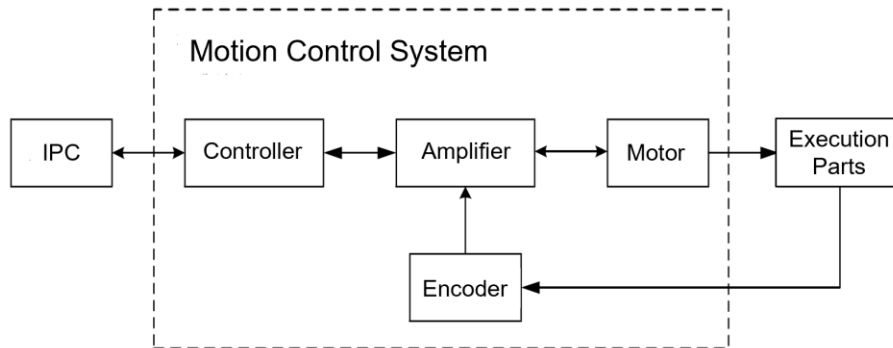 Motion Control System
IPC
Controller
Amplifier
Motor
Execution
Parts
Encoder